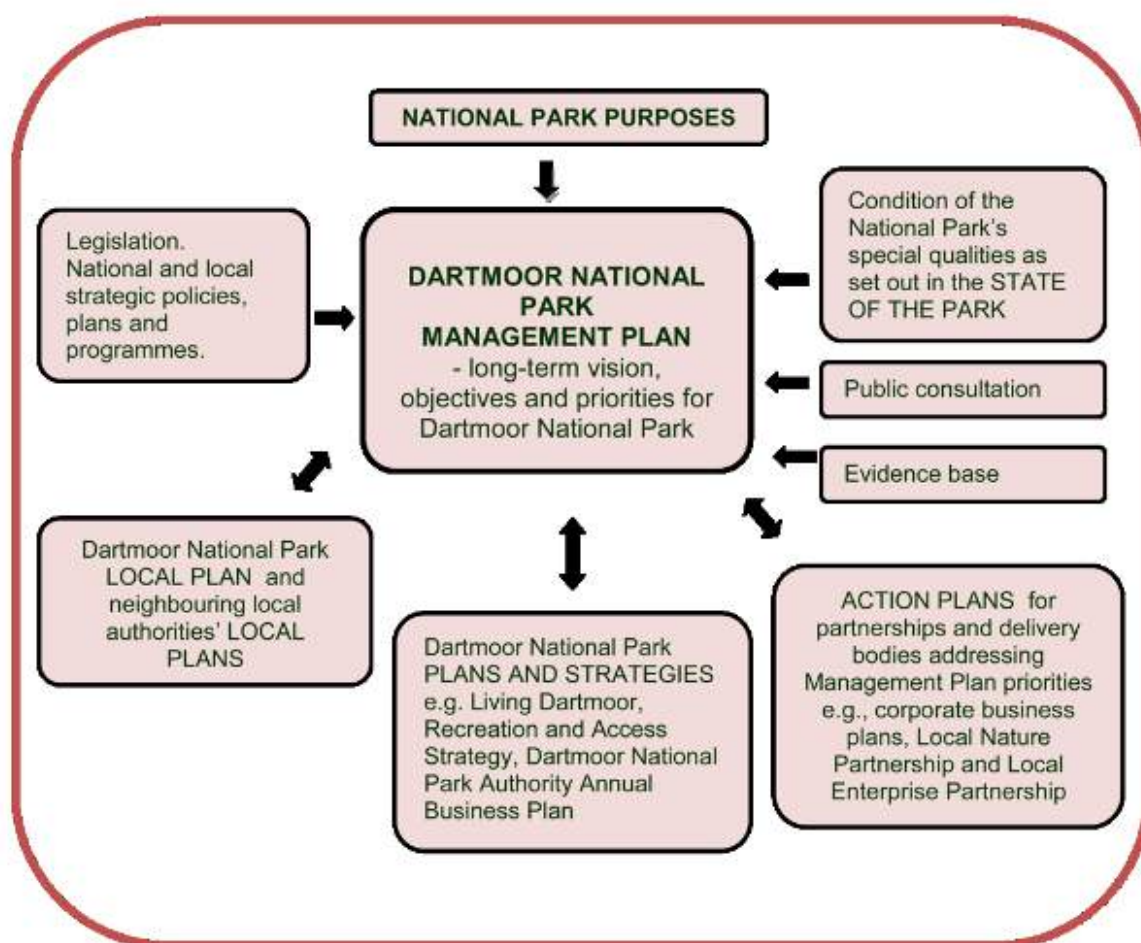 NATIONAL PARK PURPOSES
Legislation.
National and local
strategic policies,
plans and
programmes.
DARTMOOR NATIONAL
PARK
MANAGEMENT PLAN
- long-term vision,
objectives and priorities for
Dartmoor National Park
Condition of the
National Park's
special qualities as
set out in the STATE
OF THE PARK
Public consultation
Evidence base
Dartmoor National Park
LOCAL PLAN and
neighbouring local
authorities' LOCAL
PLANS
Dartmoor National Park
PLANS AND STRATEGIES
e.g. Living Dartmoor,
Recreation and Access
Strategy, Dartmoor National
Park Authority Annual
Business Plan
ACTION PLANS for
partnerships and delivery
bodies addressing
Management Plan priorities
e.g., corporate business
plans, Local Nature
Partnership and Local
Enterprise Partnership